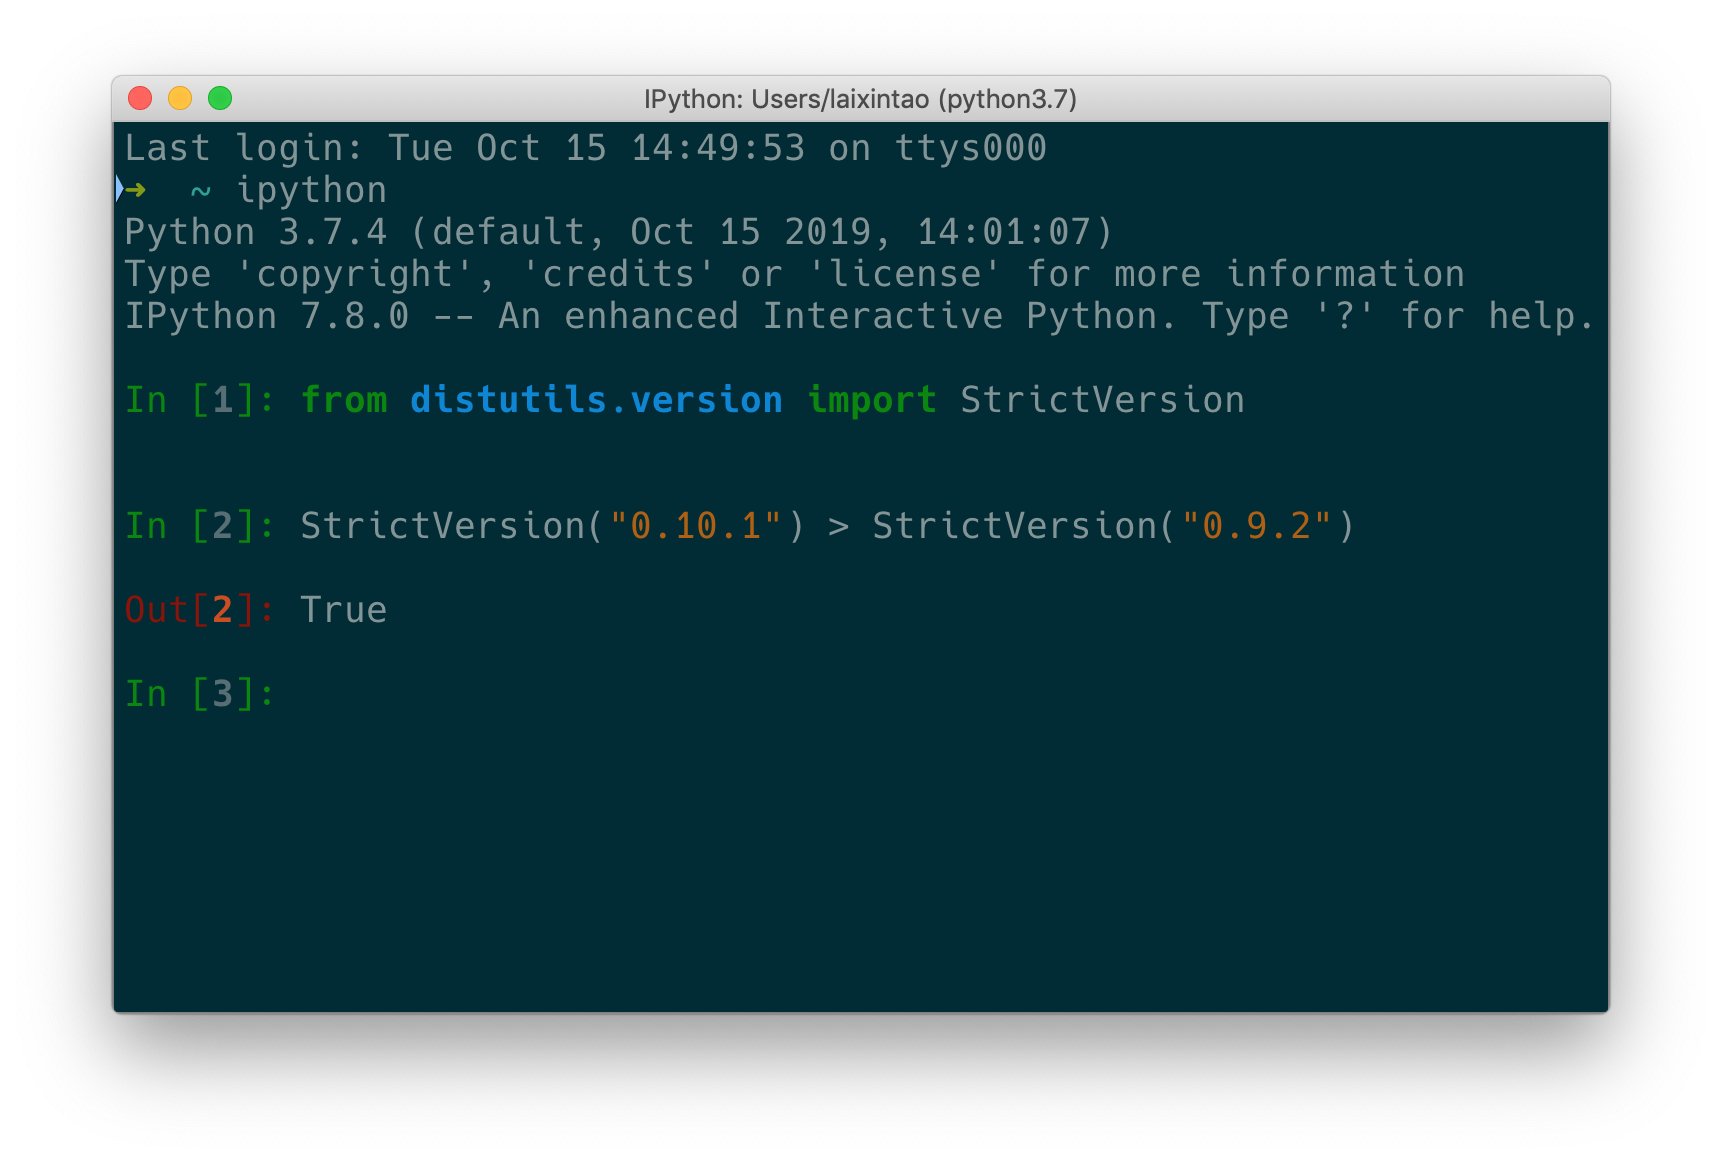 IPython: Users/laixintao (python3.7)
Last login: Tue Oct 15 14:49:53 on ttys000
➜  ~ ipython
Python 3.7.4 (default, Oct 15 2019, 14:01:07)
Type 'copyright', 'credits' or 'license' for more information
IPython 7.8.0 -- An enhanced Interactive Python. Type '?' for help.
In [1]: from distutils.version import StrictVersion
In [2]: StrictVersion("0.10.1") > StrictVersion("0.9.2")
Out[2]: True
In [3]: